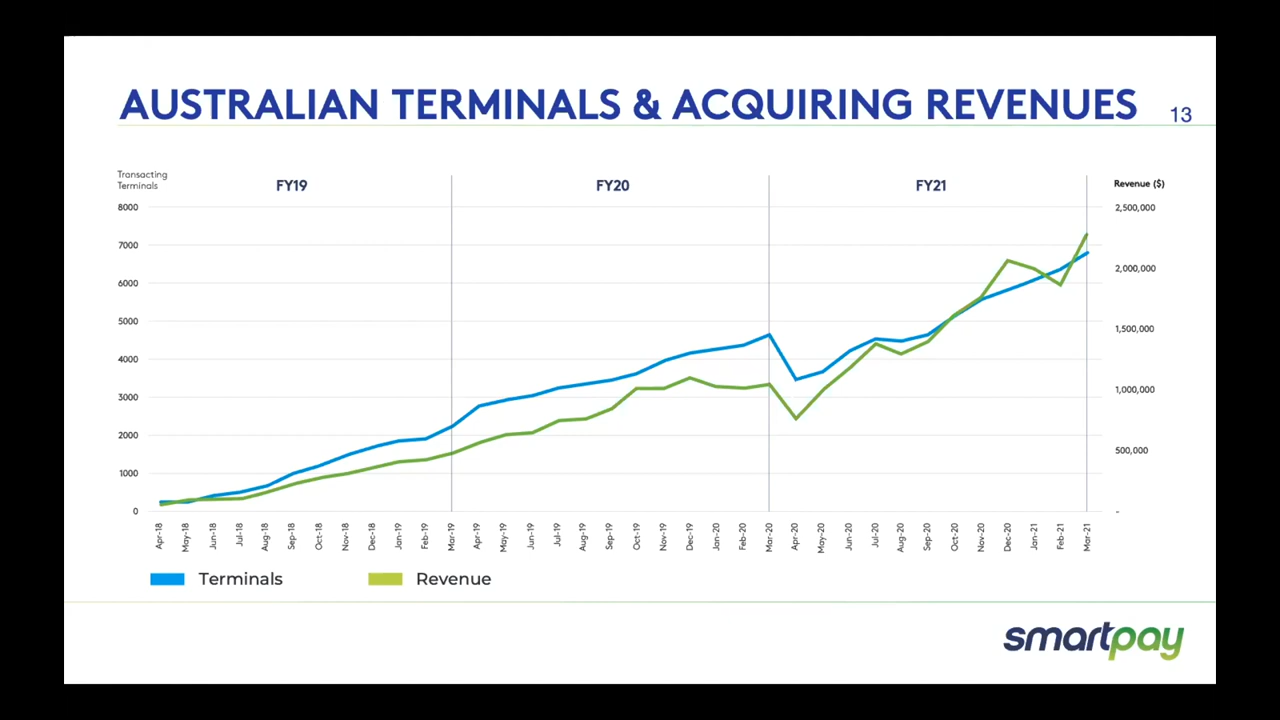 AUSTRALIAN TERMINALS & ACQUIRING REVENUES
13
Transacting
Terminals
FY19
FY20
FY21
Revenue ($)
8000
7000
6000
5000
4000
3000
2000
1000
0
2,500,000
2,000,000
1,500,000
1,000,000
500,000
-
Apr-18
May-18
Jun-18
Jul-18
Aug-18
Sep-18
Oct-18
Nov-18
Dec-18
Jan-19
Feb-19
Mar-19
Apr-19
May-19
Jun-19
Jul-19
Aug-19
Sep-19
Oct-19
Nov-19
Dec-19
Jan-20
Feb-20
Mar-20
Apr-20
May-20
Jun-20
Jul-20
Aug-20
Sep-20
Oct-20
Nov-20
Dec-20
Jan-21
Feb-21
Mar-21
Terminals
Revenue
smartpay